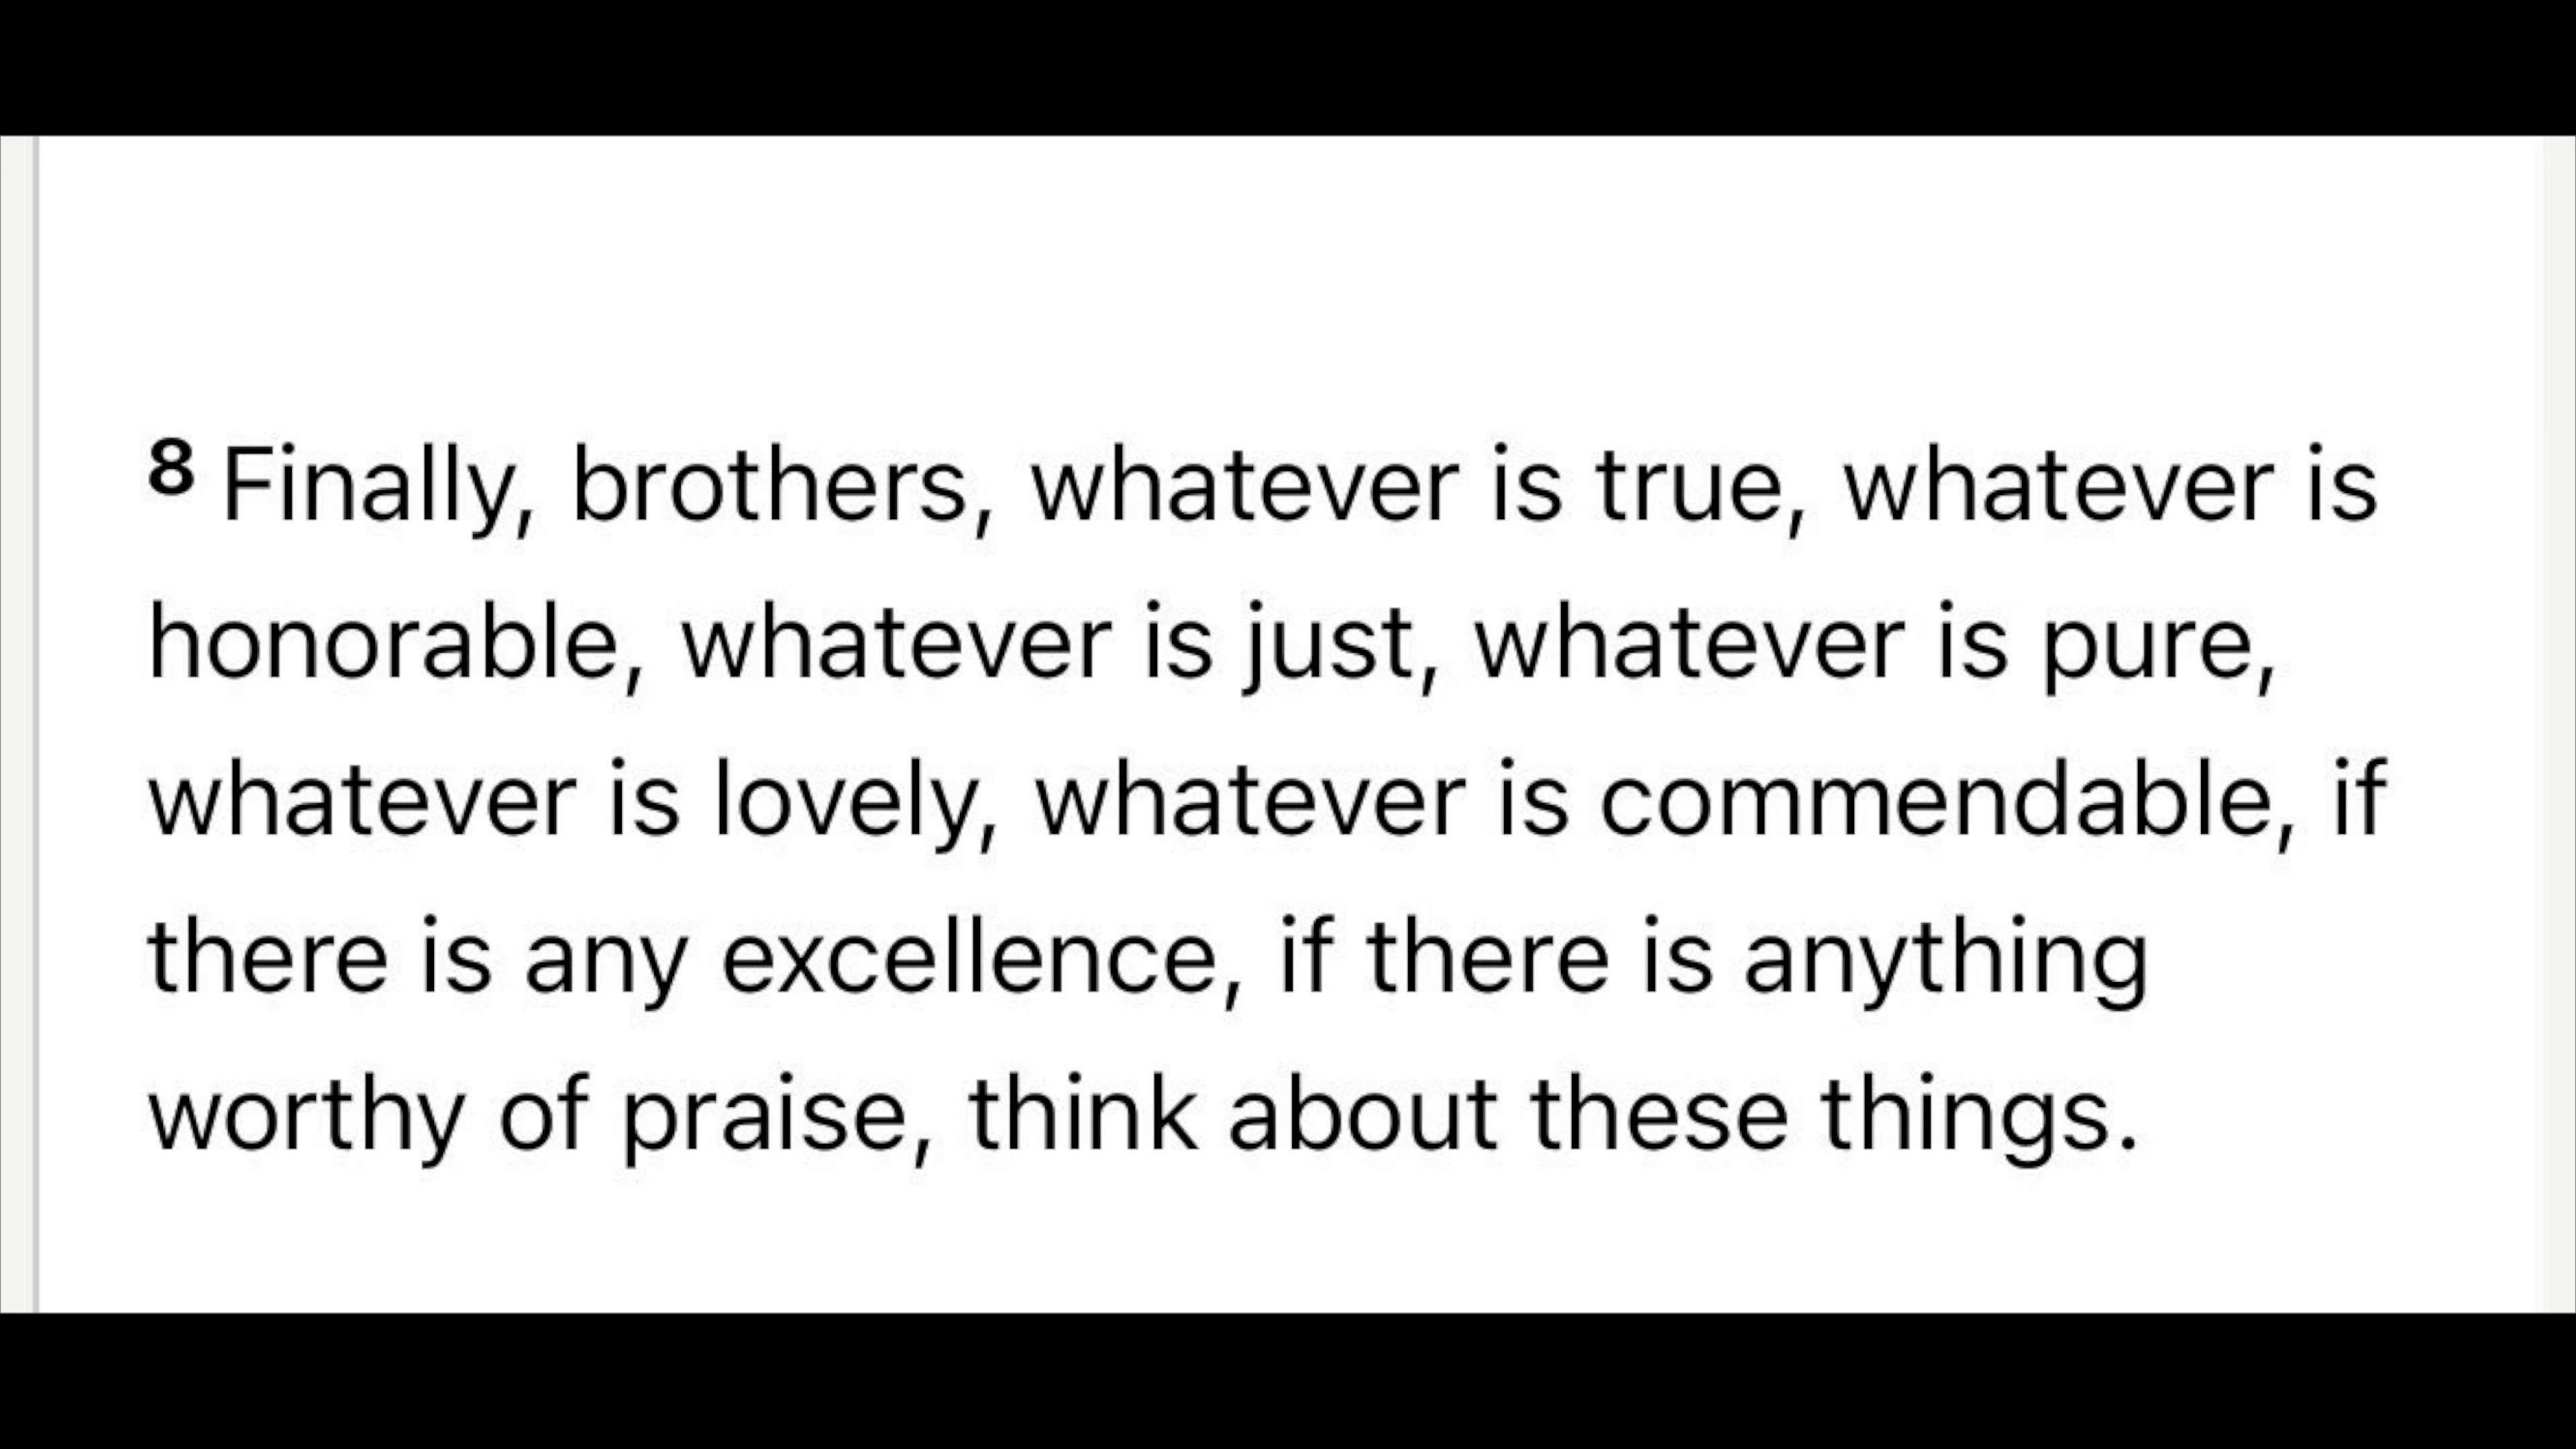 8 Finally, brothers, whatever is true, whatever is
honorable, whatever is just, whatever is pure,
whatever is lovely, whatever is commendable, if
there is any excellence, if there is anything
worthy of praise, think about these things.